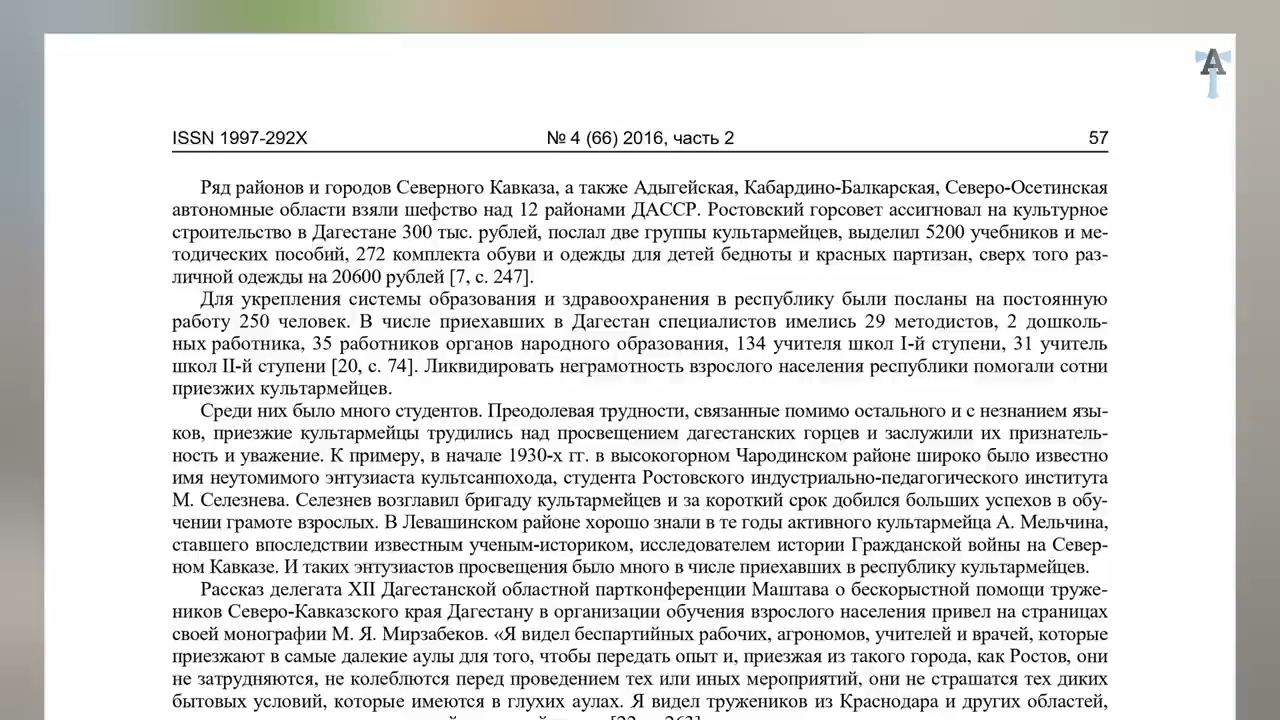 A
ISSN 1997-292X № 4 (66) 2016, часть 2 57
Ряд районов и городов Северного Кавказа, а также Адыгейская, Кабардино-Балкарская, Северо-Осетинская
автономные области взяли шефство над 12 районами ДАССР. Ростовский горсовет ассигновал на культурное
строительство в Дагестане 300 тыс. рублей, послал две группы культармейцев, выделил 5200 учебников и ме-
тодических пособий, 272 комплекта обуви и одежды для детей бедноты и красных партизан, сверх того раз-
личной одежды на 20600 рублей [7, с. 247].
Для укрепления системы образования и здравоохранения в республику были посланы на постоянную
работу 250 человек. В числе приехавших в Дагестан специалистов имелись 29 методистов, 2 дошколь-
ных работника, 35 работников органов народного образования, 134 учителя школ I-й ступени, 31 учитель
школ II-й ступени [20, с. 74]. Ликвидировать неграмотность взрослого населения республики помогали сотни
приезжих культармейцев.
Среди них было много студентов. Преодолевая трудности, связанные помимо остального и с незнанием язы-
ков, приезжие культармейцы трудились над просвещением дагестанских горцев и заслужили их признатель-
ность и уважение. К примеру, в начале 1930-х гг. в высокогорном Чародинском районе широко было известно
имя неутомимого энтузиаста культсанпохода, студента Ростовского индустриально-педагогического института
М. Селезнева. Селезнев возглавил бригаду культармейцев и за короткий срок добился больших успехов в обу-
чении грамоте взрослых. В Левашинском районе хорошо знали в те годы активного культармейца А. Мельчина,
ставшего впоследствии известным ученым-историком, исследователем истории Гражданской войны на Север-
ном Кавказе. И таких энтузиастов просвещения было много в числе приехавших в республику культармейцев.
Рассказ делегата XII Дагестанской областной партконференции Маштава о бескорыстной помощи труже-
ников Северо-Кавказского края Дагестану в организации обучения взрослого населения привел на страницах
своей монографии М. Я. Мирзабеков. «Я видел беспартийных рабочих, агрономов, учителей и врачей, которые
приезжают в самые далекие аулы для того, чтобы передать опыт и, приезжая из такого города, как Ростов, они
не затрудняются, не колеблются перед проведением тех или иных мероприятий, они не страшатся тех диких
бытовых условий, которые имеются в глухих аулах. Я видел тружеников из Краснодара и других областей,